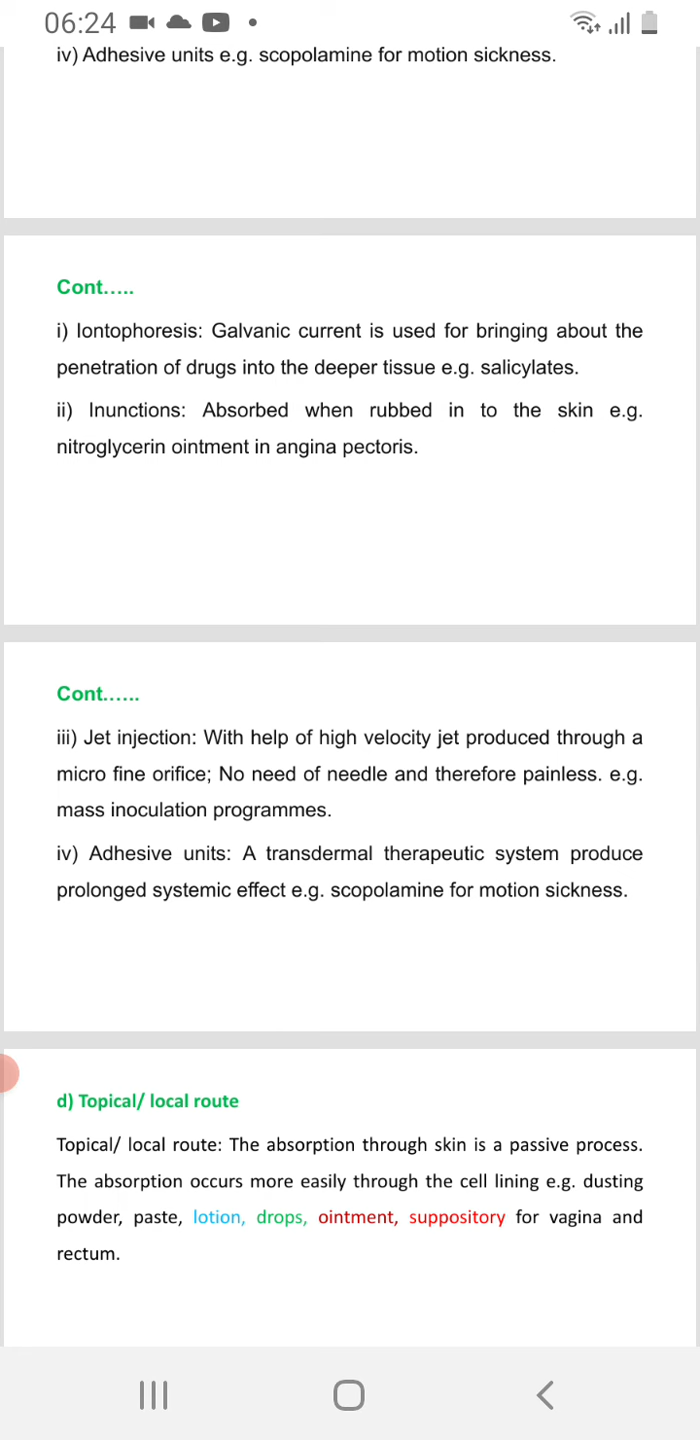 06:24
iv) Adhesive units e.g. scopolamine for motion sickness.
Cont.....
i) Iontophoresis: Galvanic current is used for bringing about the
penetration of drugs into the deeper tissue e.g. salicylates.
ii) Inunctions: Absorbed when rubbed in to the skin e.g.
nitroglycerin ointment in angina pectoris.
Cont......
iii) Jet injection: With help of high velocity jet produced through a
micro fine orifice; No need of needle and therefore painless. e.g.
mass inoculation programmes.
iv) Adhesive units: A transdermal therapeutic system produce
prolonged systemic effect e.g. scopolamine for motion sickness.
d) Topical/ local route
Topical/ local route: The absorption through skin is a passive process.
The absorption occurs more easily through the cell lining e.g. dusting
powder, paste, lotion, drops, ointment, suppository for vagina and
rectum.